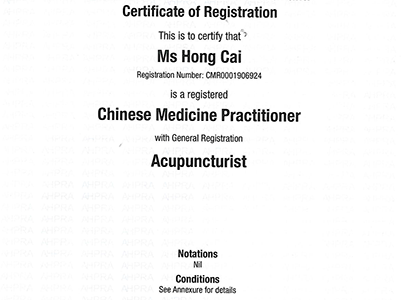 Certificate of Registration
This is to certify that
Ms Hong Cai
Registration Number: CMR0001906924
is a registered
Chinese Medicine Practitioner
with General Registration
Acupuncturist
Notations
Nil
Conditions
See Annexure for details